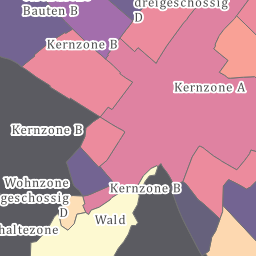 dreigeschossig
D
Bauten B
Kernzone B
Kernzone A
Kernzone B
Wohnzone
geschossig
D
Kernzone B
Wald
haltezone